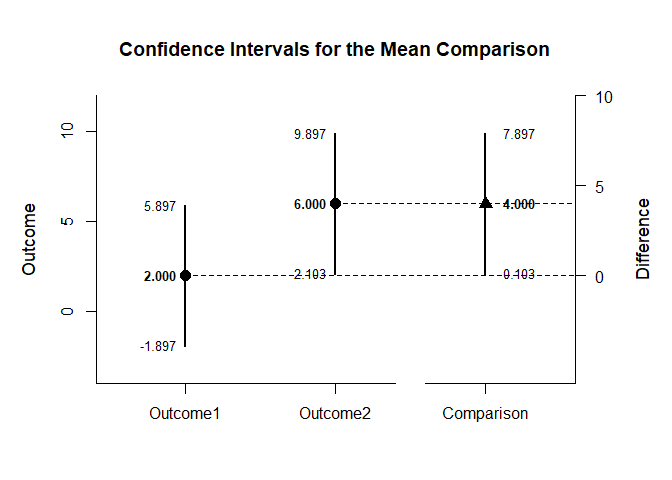 Confidence Intervals for the Mean Comparison
Outcome
10
5
0
5.897
2.000
-1.897
9.897
6.000
2.103
7.897
4.000
0.103
10
5
0
Difference
Outcome1
Outcome2
Comparison